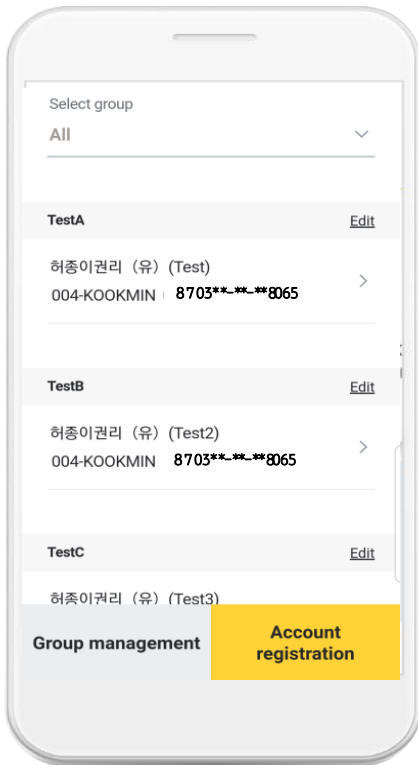 Select group
All
TestA Edit
허종이권리 (유) (Test)
004-KOOKMIN 8703**-**-**8065
TestB Edit
허종이권리 (유) (Test2)
004-KOOKMIN 8703**-**-**8065
TestC Edit
허종이권리 (유) (Test3)
Group management
Account
registration